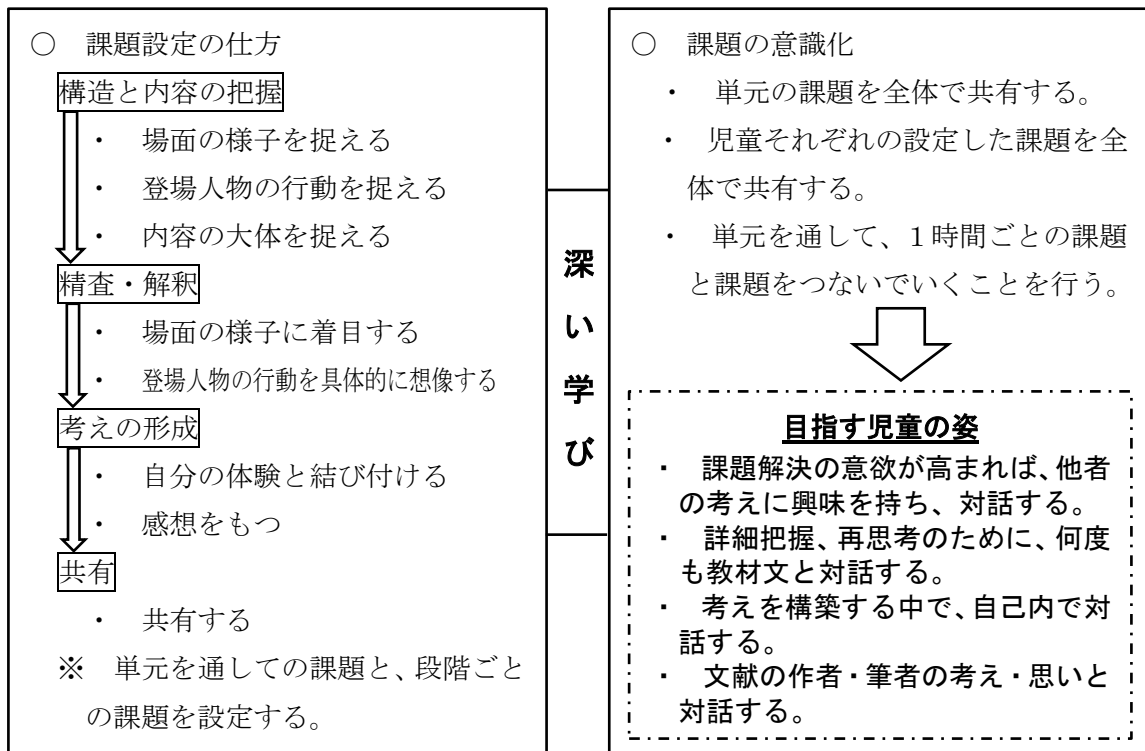 ○　課題設定の仕方
構造と内容の把握
・　場面の様子を捉える
・　登場人物の行動を捉える
・　内容の大体を捉える
精査・解釈
・　場面の様子に着目する
・　登場人物の行動を具体的に想像する
考えの形成
・　自分の体験と結び付ける
・　感想をもつ
共有
・　共有する
※　単元を通しての課題と、段階ごと
の課題を設定する。
深い学び
○　課題の意識化
・　単元の課題を全体で共有する。
・　児童それぞれの設定した課題を全
体で共有する。
・　単元を通して、１時間ごとの課題
と課題をつないでいくことを行う。
目指す児童の姿
・　課題解決の意欲が高まれば、他者
の考えに興味を持ち、対話する。
・　詳細把握、再思考のために、何度
も教材文と対話する。
・　考えを構築する中で、自己内で対
話する。
・　文献の作者・筆者の考え・思いと
対話する。